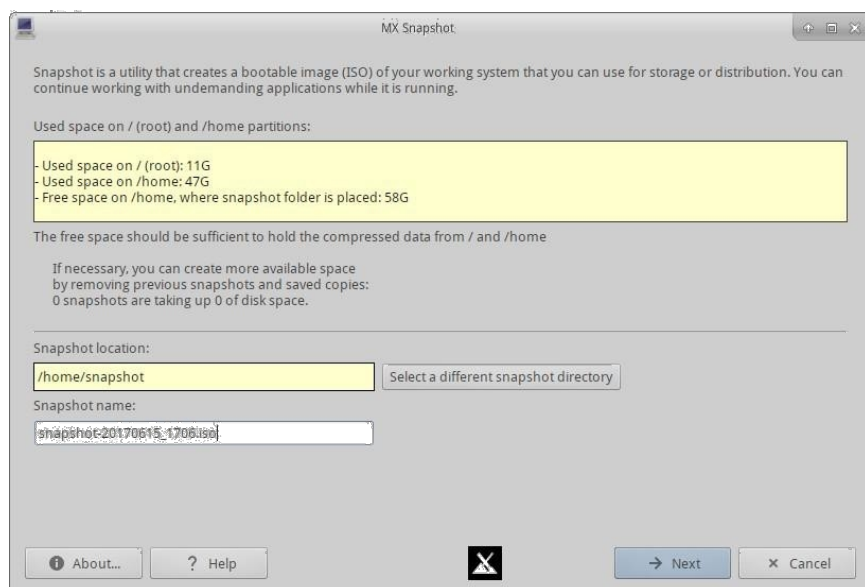 MX Snapshot
Snapshot is a utility that creates a bootable image (ISO) of your working system that you can use for storage or distribution. You can
continue working with undemanding applications while it is running.
Used space on / (root) and /home partitions:
- Used space on / (root): 11G
- Used space on /home: 47G
- Free space on /home, where snapshot folder is placed: 58G
The free space should be sufficient to hold the compressed data from / and /home
If necessary, you can create more available space
by removing previous snapshots and saved copies:
0 snapshots are taking up 0 of disk space.
Snapshot location:
/home/snapshot
Select a different snapshot directory
Snapshot name:
snapshot-20170615_1706.iso
About...
Help
Next
Cancel